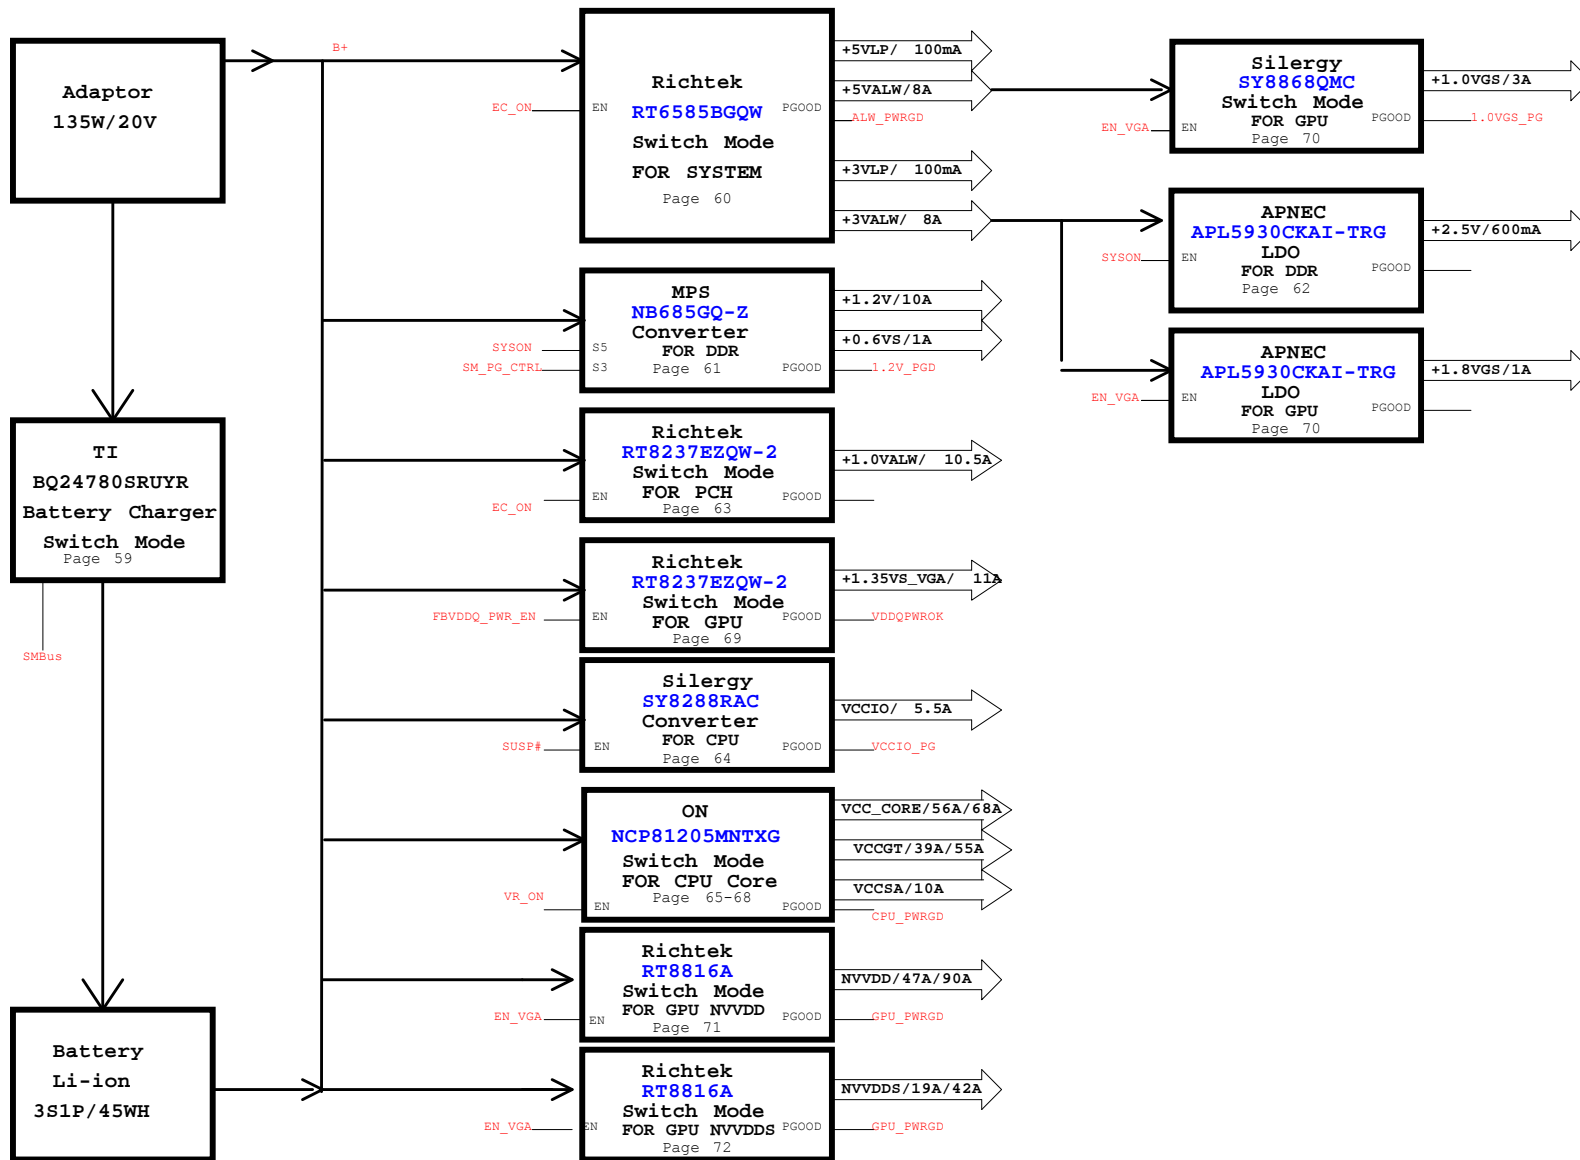 Adaptor
135W/20V
B+
TI
BQ24780SRUYR
Battery Charger
Switch Mode
Page 59
SMBus
Battery
Li-ion
3S1P/45WH
Richtek
RT6585BGQW
Switch Mode
FOR SYSTEM
Page 60
EC_ON
EN
PGOOD
+5VLP/ 100mA
+5VALW/8A
ALW_PWRGD
+3VLP/ 100mA
+3VALW/ 8A
Silergy
SY8868QMC
Switch Mode
FOR GPU
Page 70
EN_VGA
EN
PGOOD
+1.0VGS/3A
1.0VGS_PG
APNEC
APL5930CKAI-TRG
LDO
FOR DDR
Page 62
SYSON
EN
PGOOD
+2.5V/600mA
APNEC
APL5930CKAI-TRG
LDO
FOR GPU
Page 70
EN_VGA
EN
PGOOD
+1.8VGS/1A
MPS
NB685GQ-Z
Converter
FOR DDR
Page 61
SYSON
S5
SM_PG_CTRL
S3
PGOOD
+1.2V/10A
+0.6VS/1A
1.2V_PGD
Richtek
RT8237EZQW-2
Switch Mode
FOR PCH
Page 63
EC_ON
EN
PGOOD
+1.0VALW/ 10.5A
Richtek
RT8237EZQW-2
Switch Mode
FOR GPU
Page 69
FBVDDQ_PWR_EN
EN
PGOOD
+1.35VS_VGA/ 11A
VDDQPWROK
Silergy
SY8288RAC
Converter
FOR CPU
Page 64
SUSP#
EN
PGOOD
VCCIO/ 5.5A
VCCIO_PG
ON
NCP81205MNTXG
Switch Mode
FOR CPU Core
Page 65-68
VR_ON
EN
PGOOD
VCC_CORE/56A/68A
VCCGT/39A/55A
VCCSA/10A
CPU_PWRGD
Richtek
RT8816A
Switch Mode
FOR GPU NVVDD
Page 71
EN_VGA
EN
PGOOD
NVVDD/47A/90A
GPU_PWRGD
Richtek
RT8816A
Switch Mode
FOR GPU NVVDDS
Page 72
EN_VGA
EN
PGOOD
NVVDDS/19A/42A
GPU_PWRGD